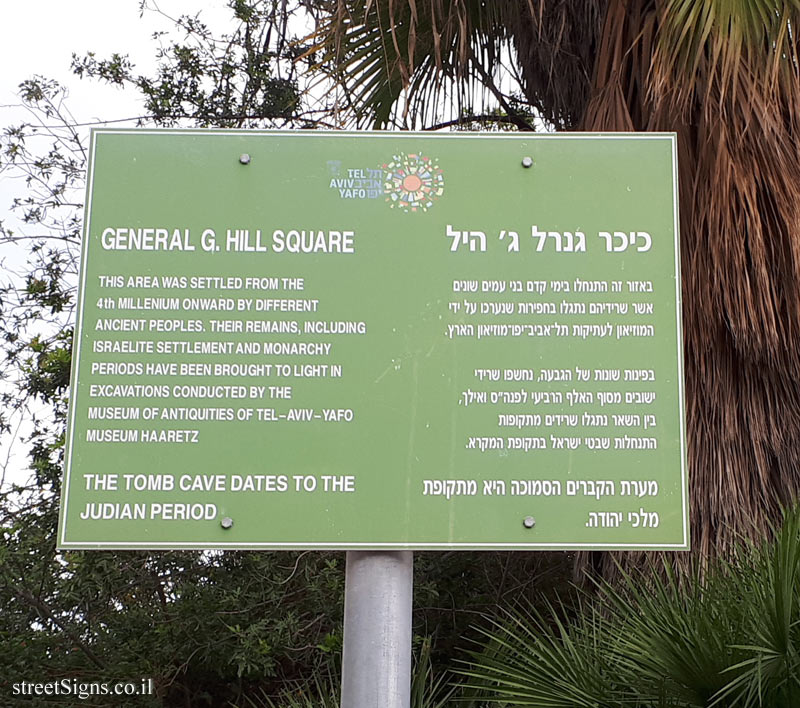 TEL תל
AVIV אביב
YAFO יפו
GENERAL G. HILL SQUARE
THIS AREA WAS SETTLED FROM THE
4th MILLENIUM ONWARD BY DIFFERENT
ANCIENT PEOPLES. THEIR REMAINS, INCLUDING
ISRAELITE SETTLEMENT AND MONARCHY
PERIODS HAVE BEEN BROUGHT TO LIGHT IN
EXCAVATIONS CONDUCTED BY THE
MUSEUM OF ANTIQUITIES OF TEL-AVIV-YAFO
MUSEUM HAARETZ
THE TOMB CAVE DATES TO THE
JUDIAN PERIOD
כיכר גנרל ג' היל
באזור זה התנחלו בימי קדם בני עמים שונים
אשר שרידיהם נתגלו בחפירות שנערכו על ידי
המוזיאון לעתיקות תל-אביב-יפו-מוזיאון הארץ.
בפינות שונות של הגבעה, נחשפו שרידי
ישובים מסוף האלף הרביעי לפנה"ס ואילך,
בין השאר נתגלו שרידים מתקופות
התנחלות שבטי ישראל בתקופת המקרא.
מערת הקברים הסמוכה היא מתקופת
מלכי יהודה.
streetSigns.co.il